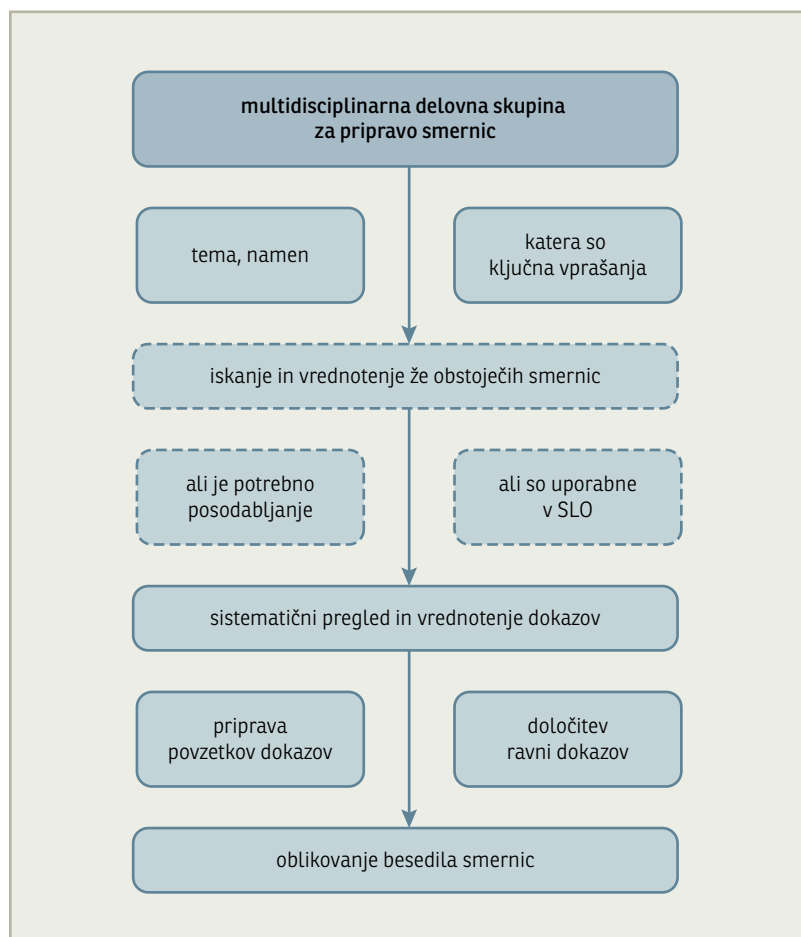 multidisciplinarna delovna skupina
za pripravo smernic
tema, namen
katera so
ključna vprašanja
iskanje in vrednotenje že obstoječih smernic
ali je potrebno
posodabljanje
ali so uporabne
v SLO
sistematični pregled in vrednotenje dokazov
priprava
povzetkov dokazov
določitev
ravni dokazov
oblikovanje besedila smernic